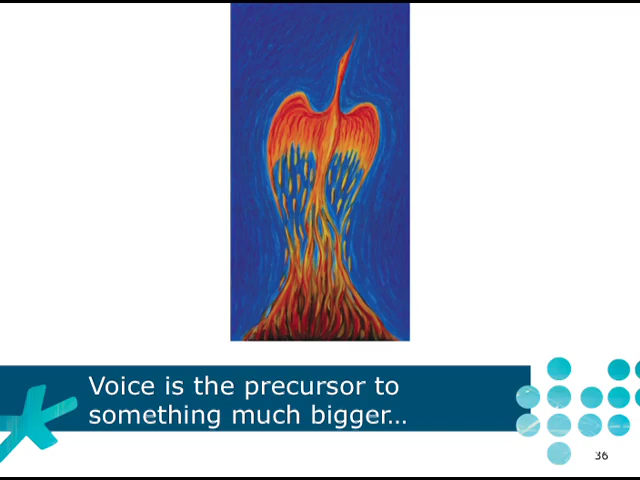 Voice is the precursor to
something much bigger…
36